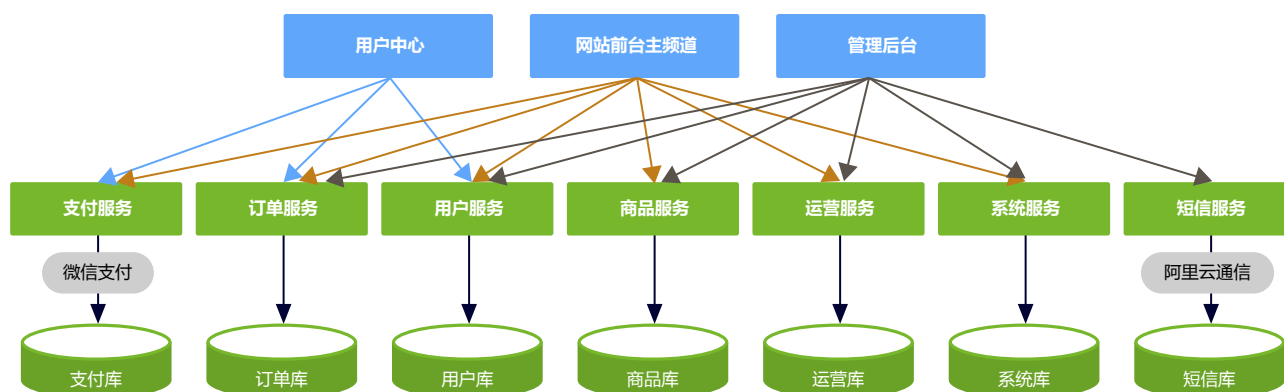 用户中心
网站前台主频道
管理后台
支付服务
订单服务
用户服务
商品服务
运营服务
系统服务
短信服务
微信支付
阿里云通信
支付库
订单库
用户库
商品库
运营库
系统库
短信库